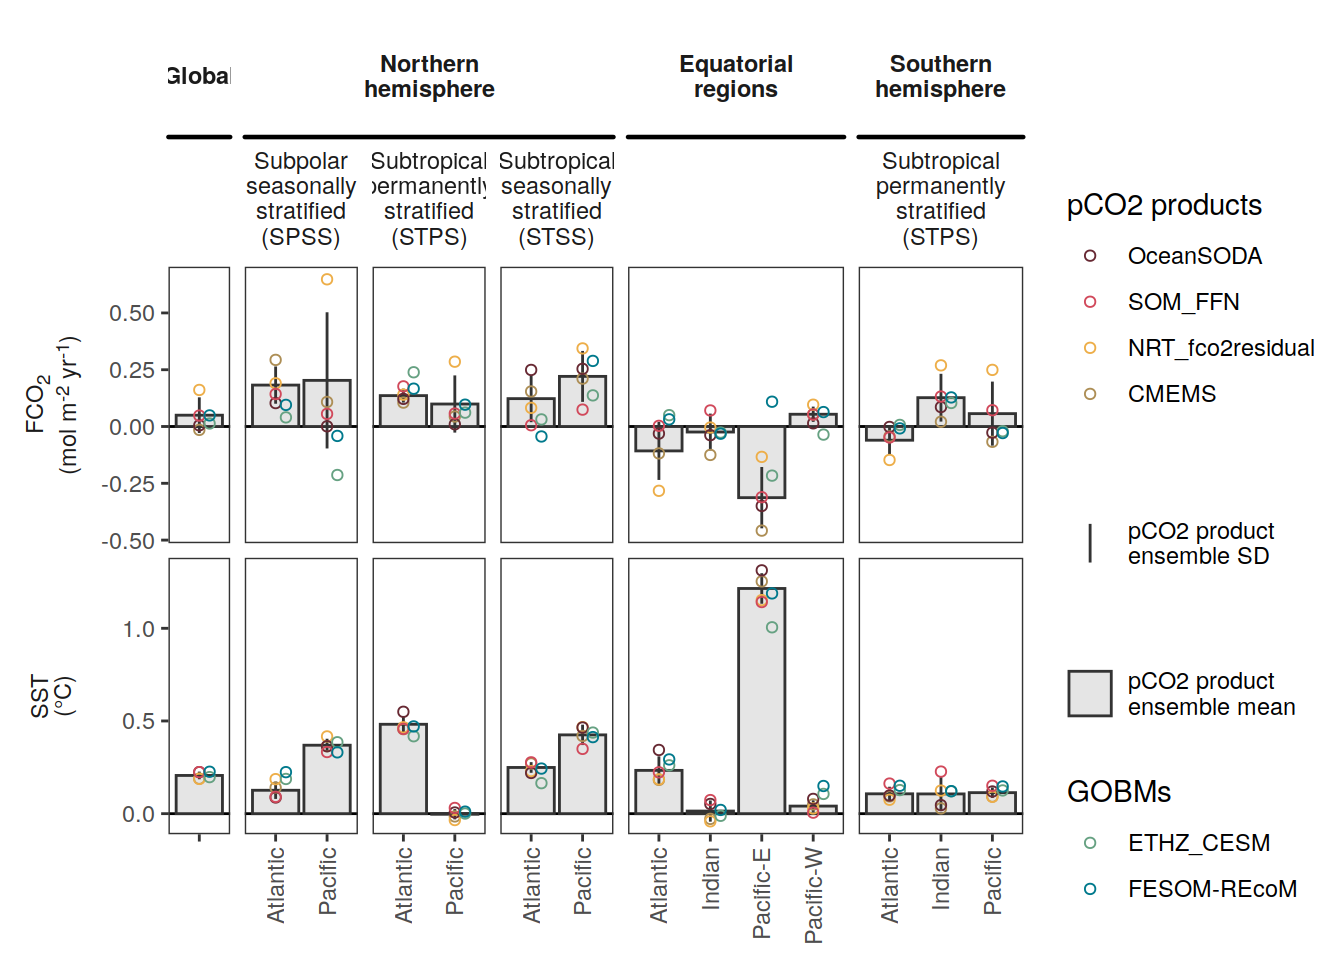 Global
Northern
hemisphere
Equatorial
regions
Southern
hemisphere
Subpolar
seasonally
stratified
(SPSS)
Subtropical
permanently
stratified
(STPS)
Subtropical
seasonally
stratified
(STSS)
Subtropical
permanently
stratified
(STPS)
FCO₂
(mol m⁻² yr⁻¹)
0.50
0.25
0.00
-0.25
-0.50
SST
(°C)
1.0
0.5
0.0
Atlantic
Pacific
Atlantic
Pacific
Atlantic
Pacific
Atlantic
Indian
Pacific-E
Pacific-W
Atlantic
Indian
Pacific
pCO2 products
OceanSODA
SOM_FFN
NRT_fco2residual
CMEMS
pCO2 product
ensemble SD
pCO2 product
ensemble mean
GOBMs
ETHZ_CESM
FESOM-REcoM